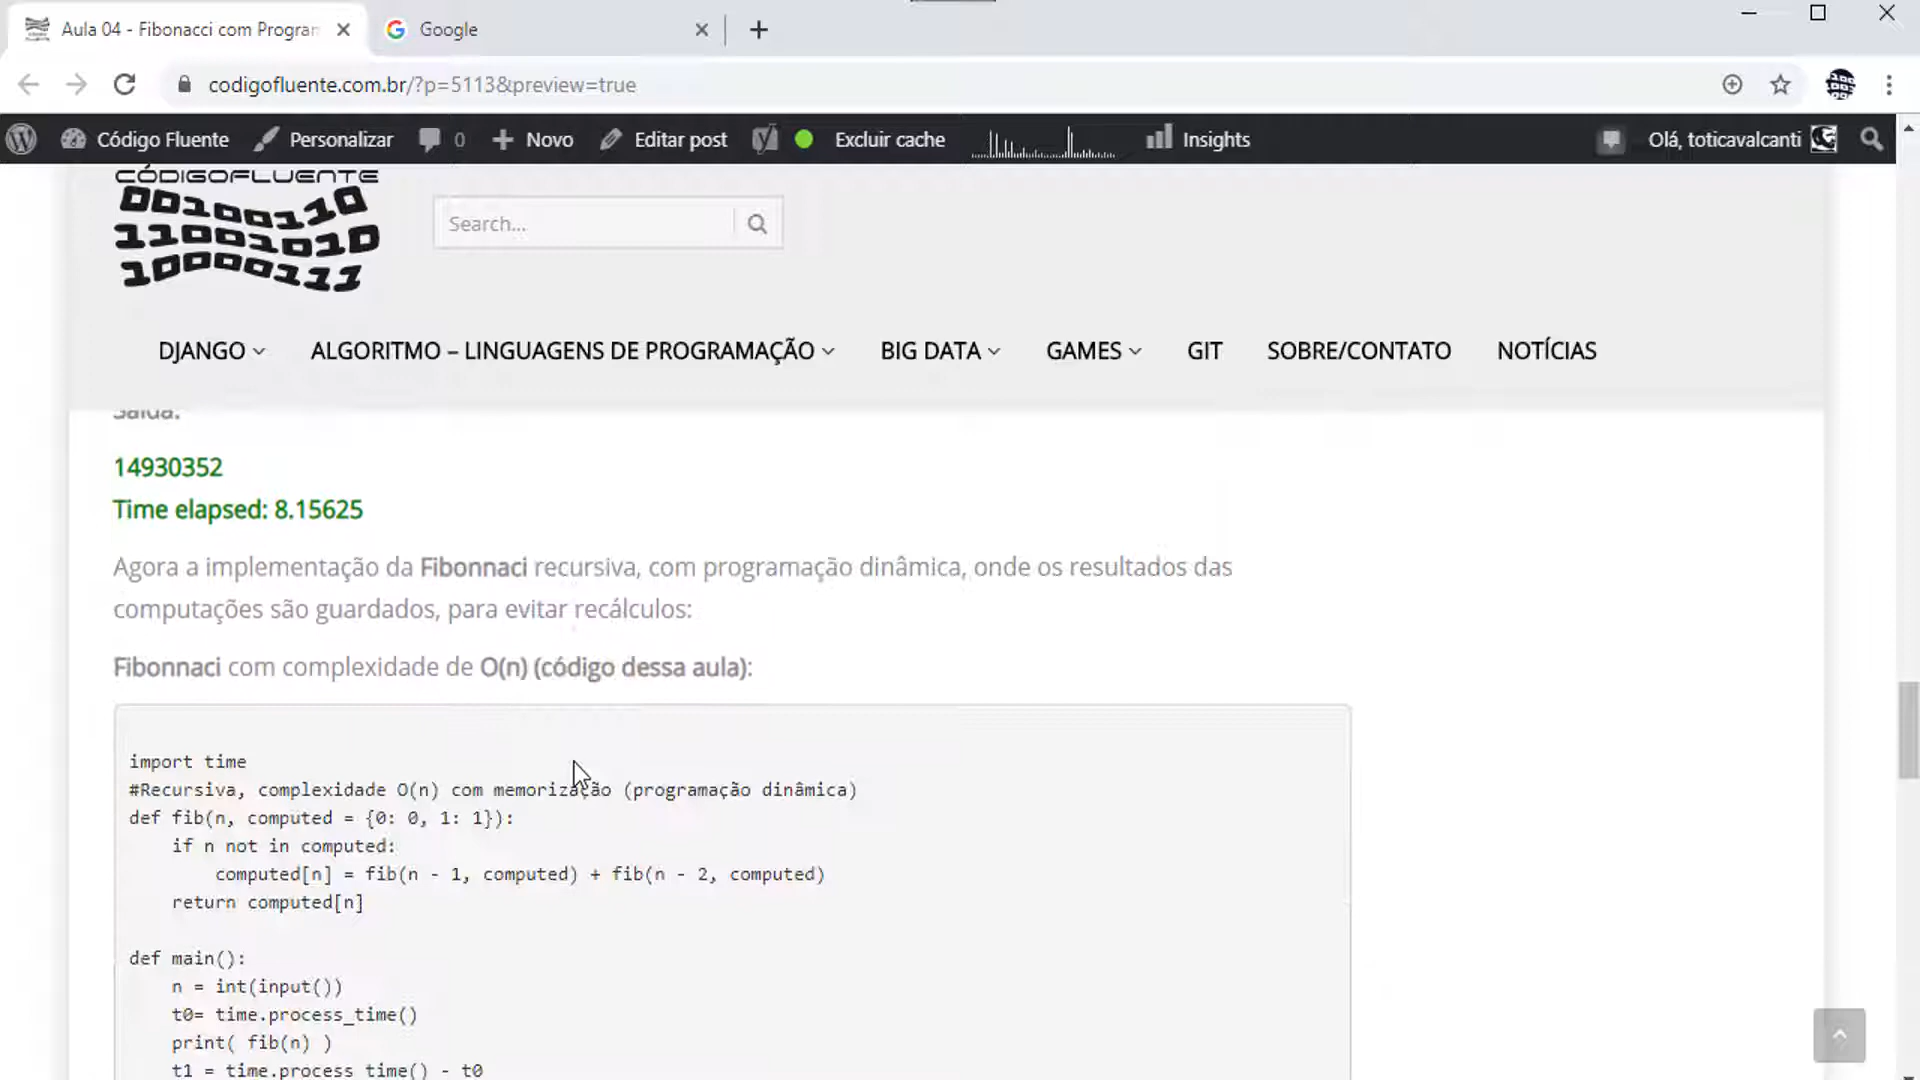 Aula 04 - Fibonacci com Program
Google
codigofluente.com.br/?p=5113&preview=true
Código Fluente
Personalizar
0
Novo
Editar post
Excluir cache
Insights
Olá, toticavalcanti
CÓDIGOFLUENTE
00100110
11001010
10000111
Search...
DJANGO
ALGORITMO – LINGUAGENS DE PROGRAMAÇÃO
BIG DATA
GAMES
GIT
SOBRE/CONTATO
NOTÍCIAS
Saída:
14930352
Time elapsed: 8.15625
Agora a implementação da Fibonnaci recursiva, com programação dinâmica, onde os resultados das
computações são guardados, para evitar recálculos:
Fibonnaci com complexidade de O(n) (código dessa aula):
import time
#Recursiva, complexidade O(n) com memorização (programação dinâmica)
def fib(n, computed = {0: 0, 1: 1}):
    if n not in computed:
        computed[n] = fib(n - 1, computed) + fib(n - 2, computed)
    return computed[n]
def main():
    n = int(input())
    t0= time.process_time()
    print( fib(n) )
    t1 = time.process_time() - t0